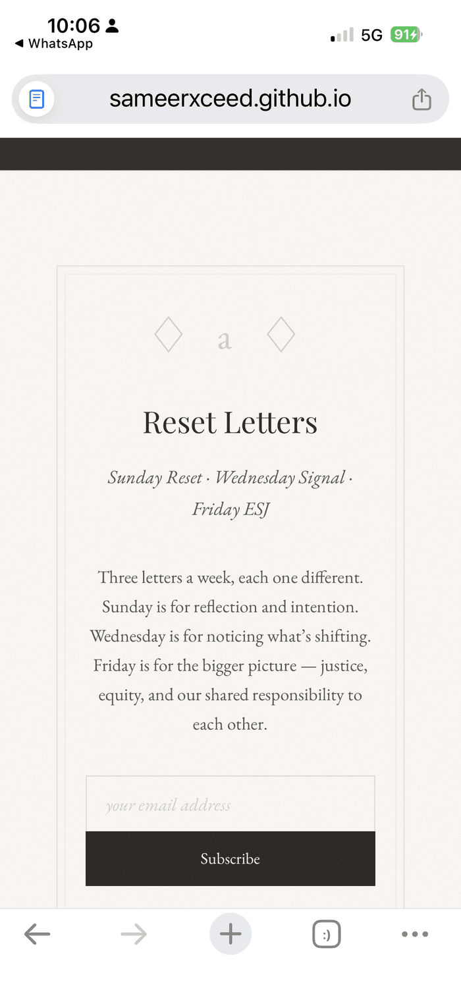 10:06
WhatsApp
5G
91
sameerxceed.github.io
a
Reset Letters
Sunday Reset · Wednesday Signal ·
Friday ESJ
Three letters a week, each one different.
Sunday is for reflection and intention.
Wednesday is for noticing what’s shifting.
Friday is for the bigger picture — justice,
equity, and our shared responsibility to
each other.
your email address
Subscribe
:)